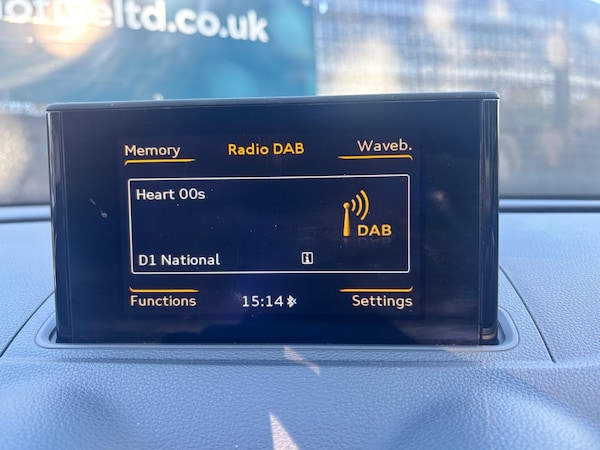 ltd.co.uk
Memory
Radio DAB
Waveb.
Heart 00s
DAB
D1 National
Functions
15:14
Settings